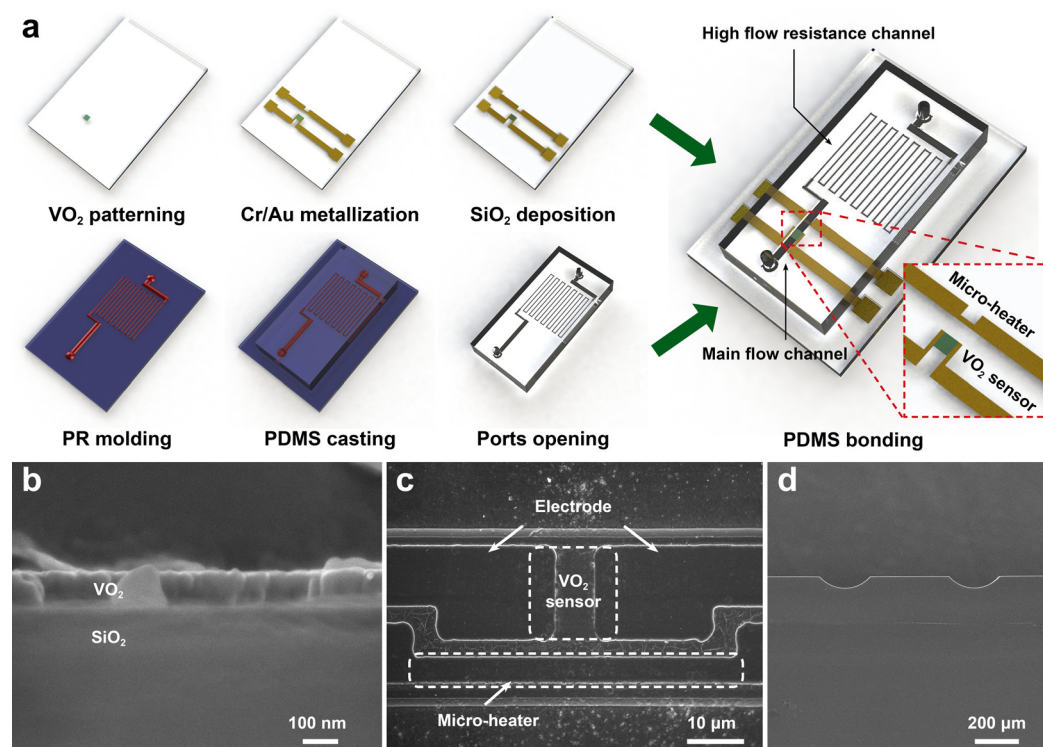 a
High flow resistance channel
VO₂ patterning
Cr/Au metallization
SiO₂ deposition
Micro-heater
VO₂ sensor
Main flow channel
PR molding
PDMS casting
Ports opening
PDMS bonding
b
VO₂
SiO₂
100 nm
c
Electrode
VO₂
sensor
Micro-heater
10 μm
d
200 μm